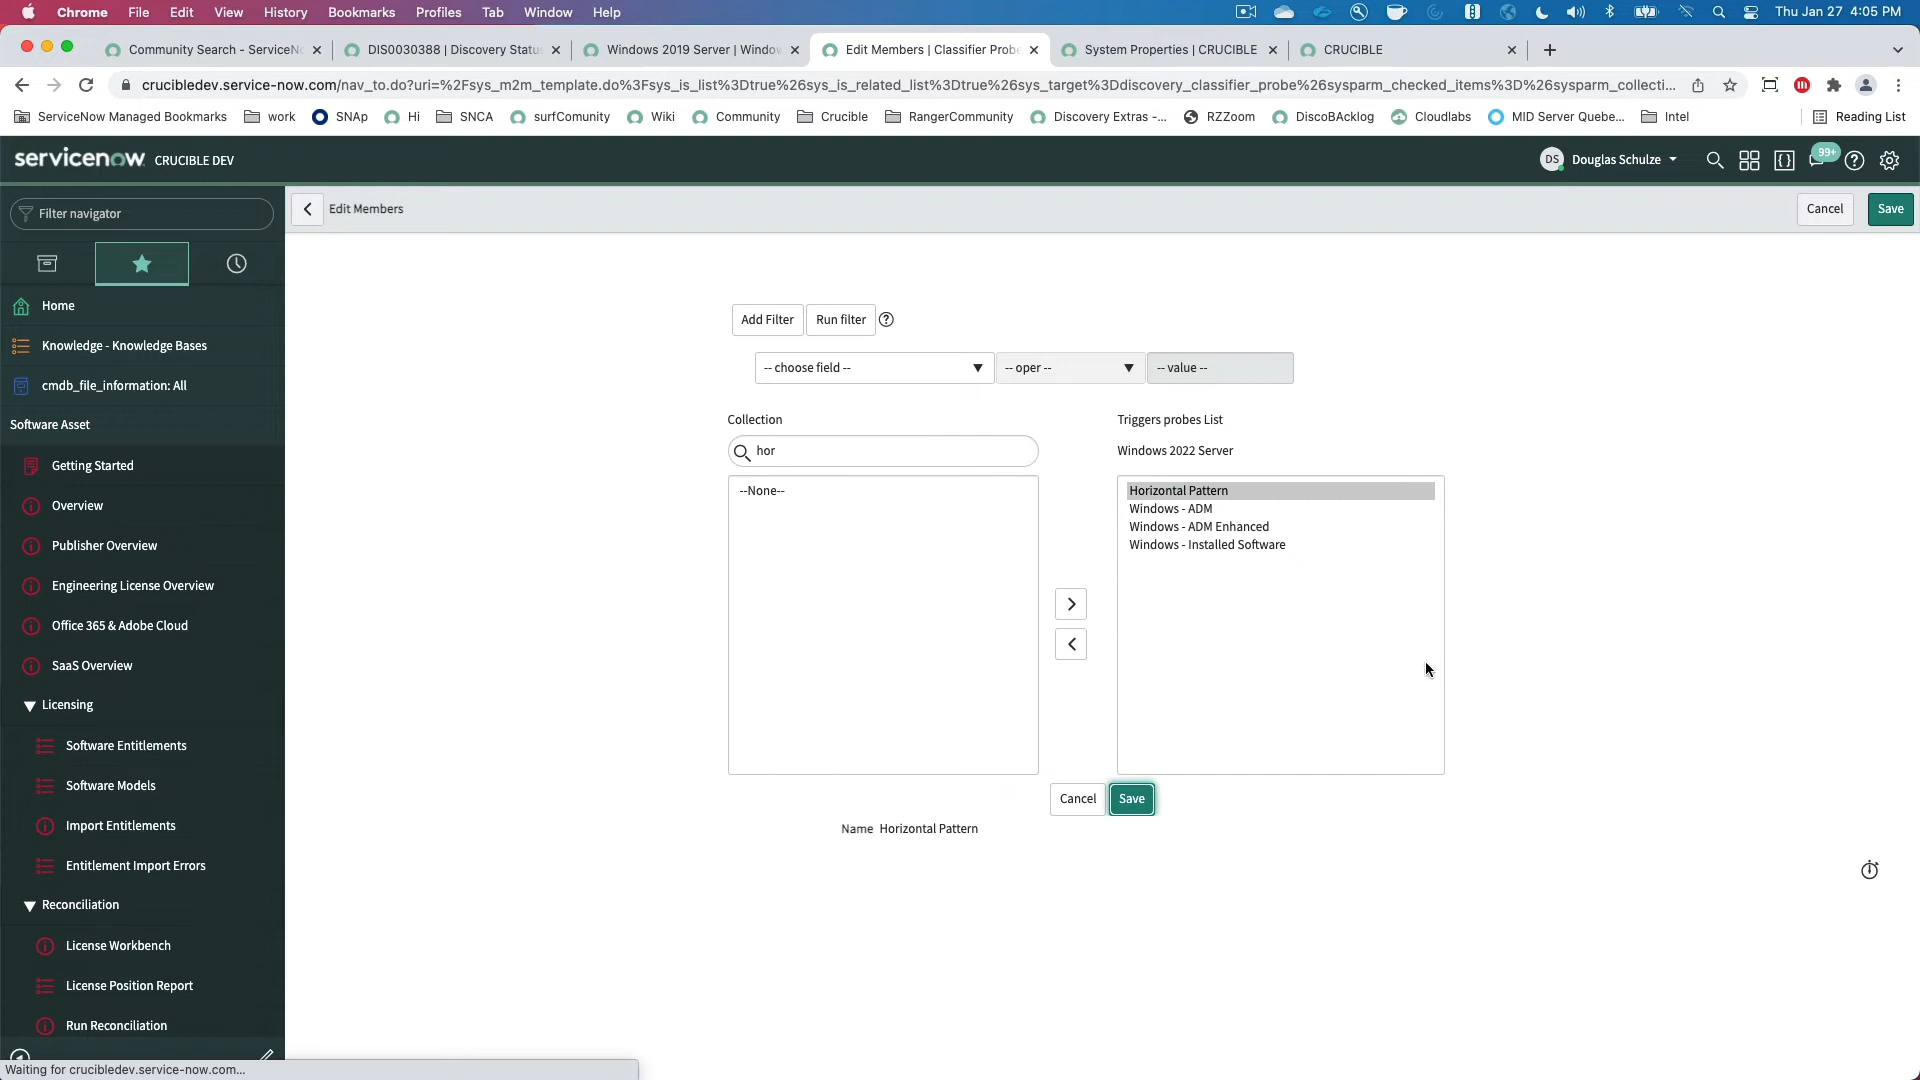 Chrome File Edit View History Bookmarks Profiles Tab Window Help Thu Jan 27 4:05 PM
Community Search - ServiceN DIS0030388 | Discovery Status Windows 2019 Server | Window Edit Members | Classifier Probe System Properties | CRUCIBLE CRUCIBLE
crucibledev.service-now.com/nav_to.do?uri=%2Fsys_m2m_template.do%3Fsys_is_list%3Dtrue%26sys_is_related_list%3Dtrue%26sys_target%3Ddiscovery_classifier_probe%26sysparm_checked_items%3D%26sysparm_collecti...
ServiceNow Managed Bookmarks work SNAp Hi SNCA surfComunity Wiki Community Crucible RangerCommunity Discovery Extras -... RZZoom DiscoBAcklog Cloudlabs MID Server Quebe... Intel Reading List
servicenow CRUCIBLE DEV DS Douglas Schulze 99+
Filter navigator
Edit Members Cancel Save
Home
Knowledge - Knowledge Bases
cmdb_file_information: All
Software Asset
Getting Started
Overview
Publisher Overview
Engineering License Overview
Office 365 & Adobe Cloud
SaaS Overview
Licensing
Software Entitlements
Software Models
Import Entitlements
Entitlement Import Errors
Reconciliation
License Workbench
License Position Report
Run Reconciliation
Add Filter Run filter
-- choose field -- -- oper -- -- value --
Collection Triggers probes List
hor Windows 2022 Server
--None--
Horizontal Pattern
Windows - ADM
Windows - ADM Enhanced
Windows - Installed Software
Cancel Save
Name Horizontal Pattern
Waiting for crucibledev.service-now.com...